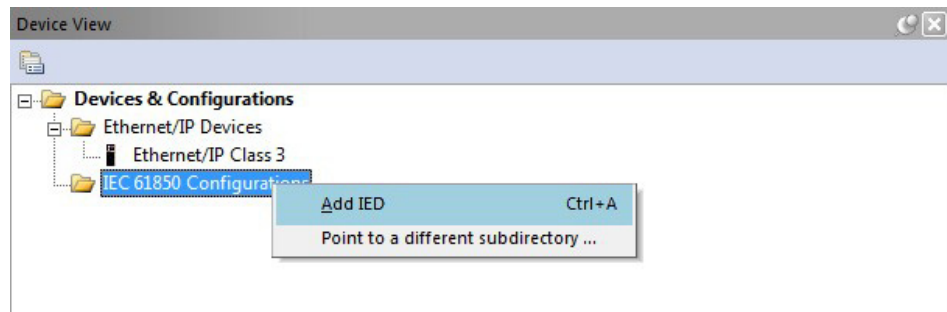 Device View
Devices & Configurations
Ethernet/IP Devices
Ethernet/IP Class 3
IEC 61850 Configurations
Add IED Ctrl+A
Point to a different subdirectory ...